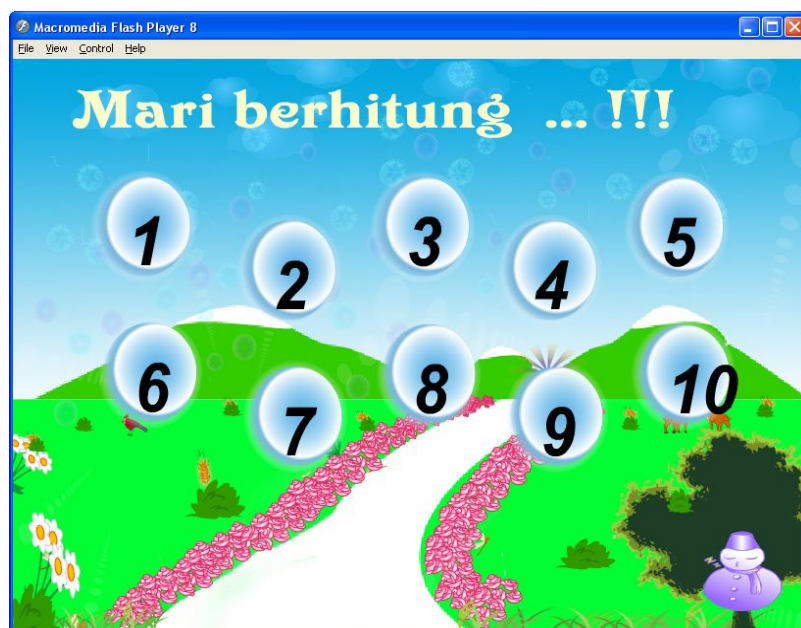 Macromedia Flash Player 8
File View Control Help
Mari berhitung ... !!!
1 2 3 4 5
6 7 8 9 10